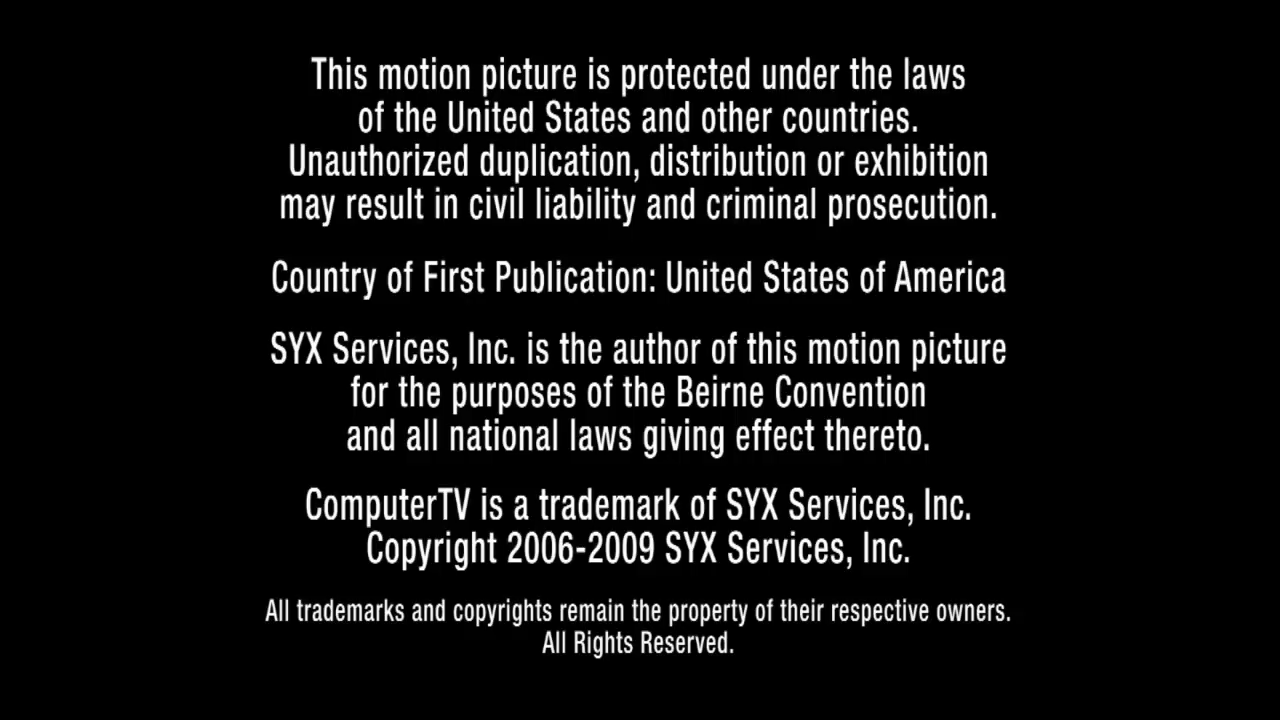 This motion picture is protected under the laws
of the United States and other countries.
Unauthorized duplication, distribution or exhibition
may result in civil liability and criminal prosecution.
Country of First Publication: United States of America
SYX Services, Inc. is the author of this motion picture
for the purposes of the Beirne Convention
and all national laws giving effect thereto.
ComputerTV is a trademark of SYX Services, Inc.
Copyright 2006-2009 SYX Services, Inc.
All trademarks and copyrights remain the property of their respective owners.
All Rights Reserved.